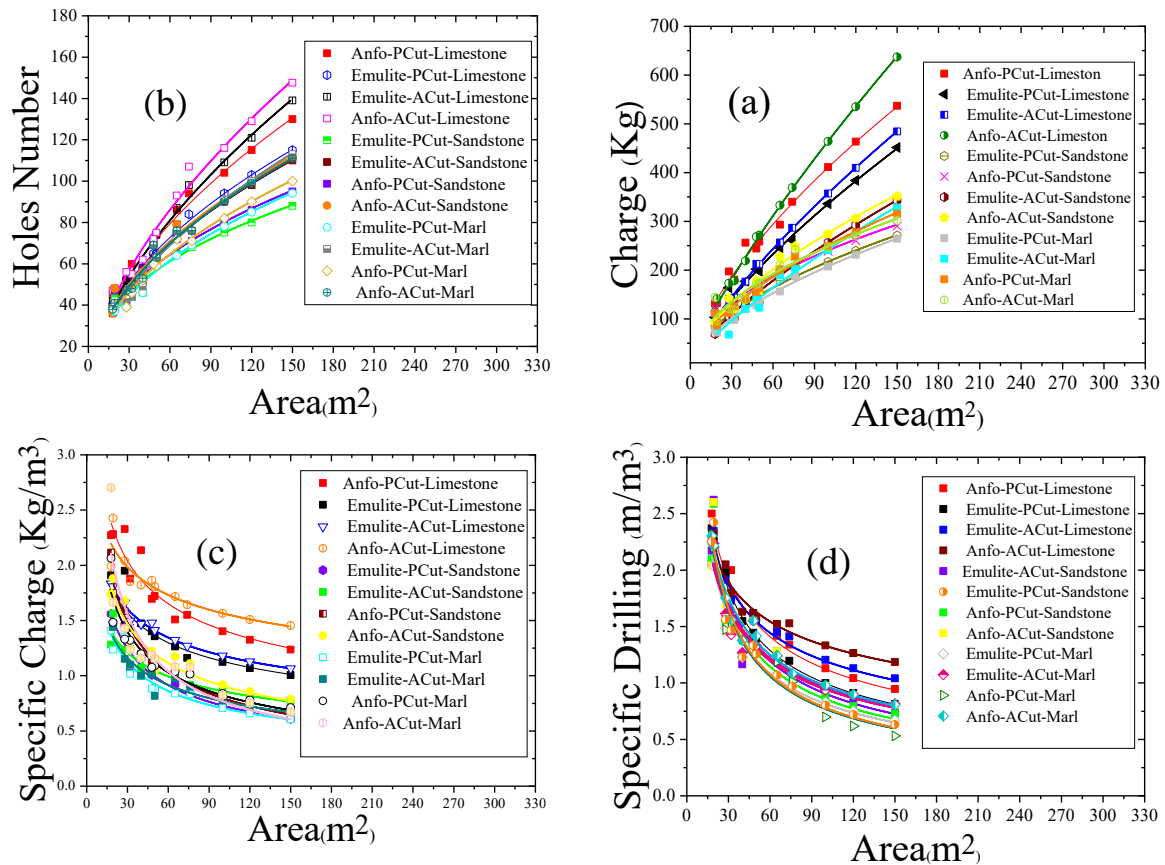 180
160
140
120
100
80
60
40
20
Holes Number
(b)
Anfo-PCut-Limestone
Emulite-PCut-Limestone
Emulite-ACut-Limestone
Anfo-ACut-Limestone
Emulite-PCut-Sandstone
Emulite-ACut-Sandstone
Anfo-PCut-Sandstone
Anfo-ACut-Sandstone
Emulite-PCut-Marl
Emulite-ACut-Marl
Anfo-PCut-Marl
Anfo-ACut-Marl
0 30 60 90 120 150 180 210 240 270 300 330
Area(m²)
700
600
500
400
300
200
100
Charge (Kg)
(a)
Anfo-PCut-Limeston
Emulite-PCut-Limestone
Emulite-ACut-Limestone
Anfo-ACut-Limeston
Emulite-PCut-Sandstone
Anfo-PCut-Sandstone
Emulite-ACut-Sandstone
Anfo-ACut-Sandstone
Emulite-PCut-Marl
Emulite-ACut-Marl
Anfo-PCut-Marl
Anfo-ACut-Marl
0 30 60 90 120 150 180 210 240 270 300 330
Area(m²)
3.0
2.5
2.0
1.5
1.0
0.5
0.0
Specific Charge (Kg/m³)
(c)
Anfo-PCut-Limestone
Emulite-PCut-Limestone
Emulite-ACut-Limestone
Anfo-ACut-Limestone
Emulite-PCut-Sandstone
Emulite-ACut-Sandstone
Anfo-PCut-Sandstone
Anfo-ACut-Sandstone
Emulite-PCut-Marl
Emulite-ACut-Marl
Anfo-PCut-Marl
Anfo-ACut-Marl
0 30 60 90 120 150 180 210 240 270 300 330
Area(m²)
3.0
2.5
2.0
1.5
1.0
0.5
0.0
Specific Drilling (m/m³)
(d)
Anfo-PCut-Limestone
Emulite-PCut-Limestone
Emulite-ACut-Limestone
Anfo-ACut-Limestone
Emulite-ACut-Sandstone
Emulite-PCut-Sandstone
Anfo-PCut-Sandstone
Anfo-ACut-Sandstone
Emulite-PCut-Marl
Emulite-ACut-Marl
Anfo-PCut-Marl
Anfo-ACut-Marl
0 30 60 90 120 150 180 210 240 270 300 330
Area(m²)